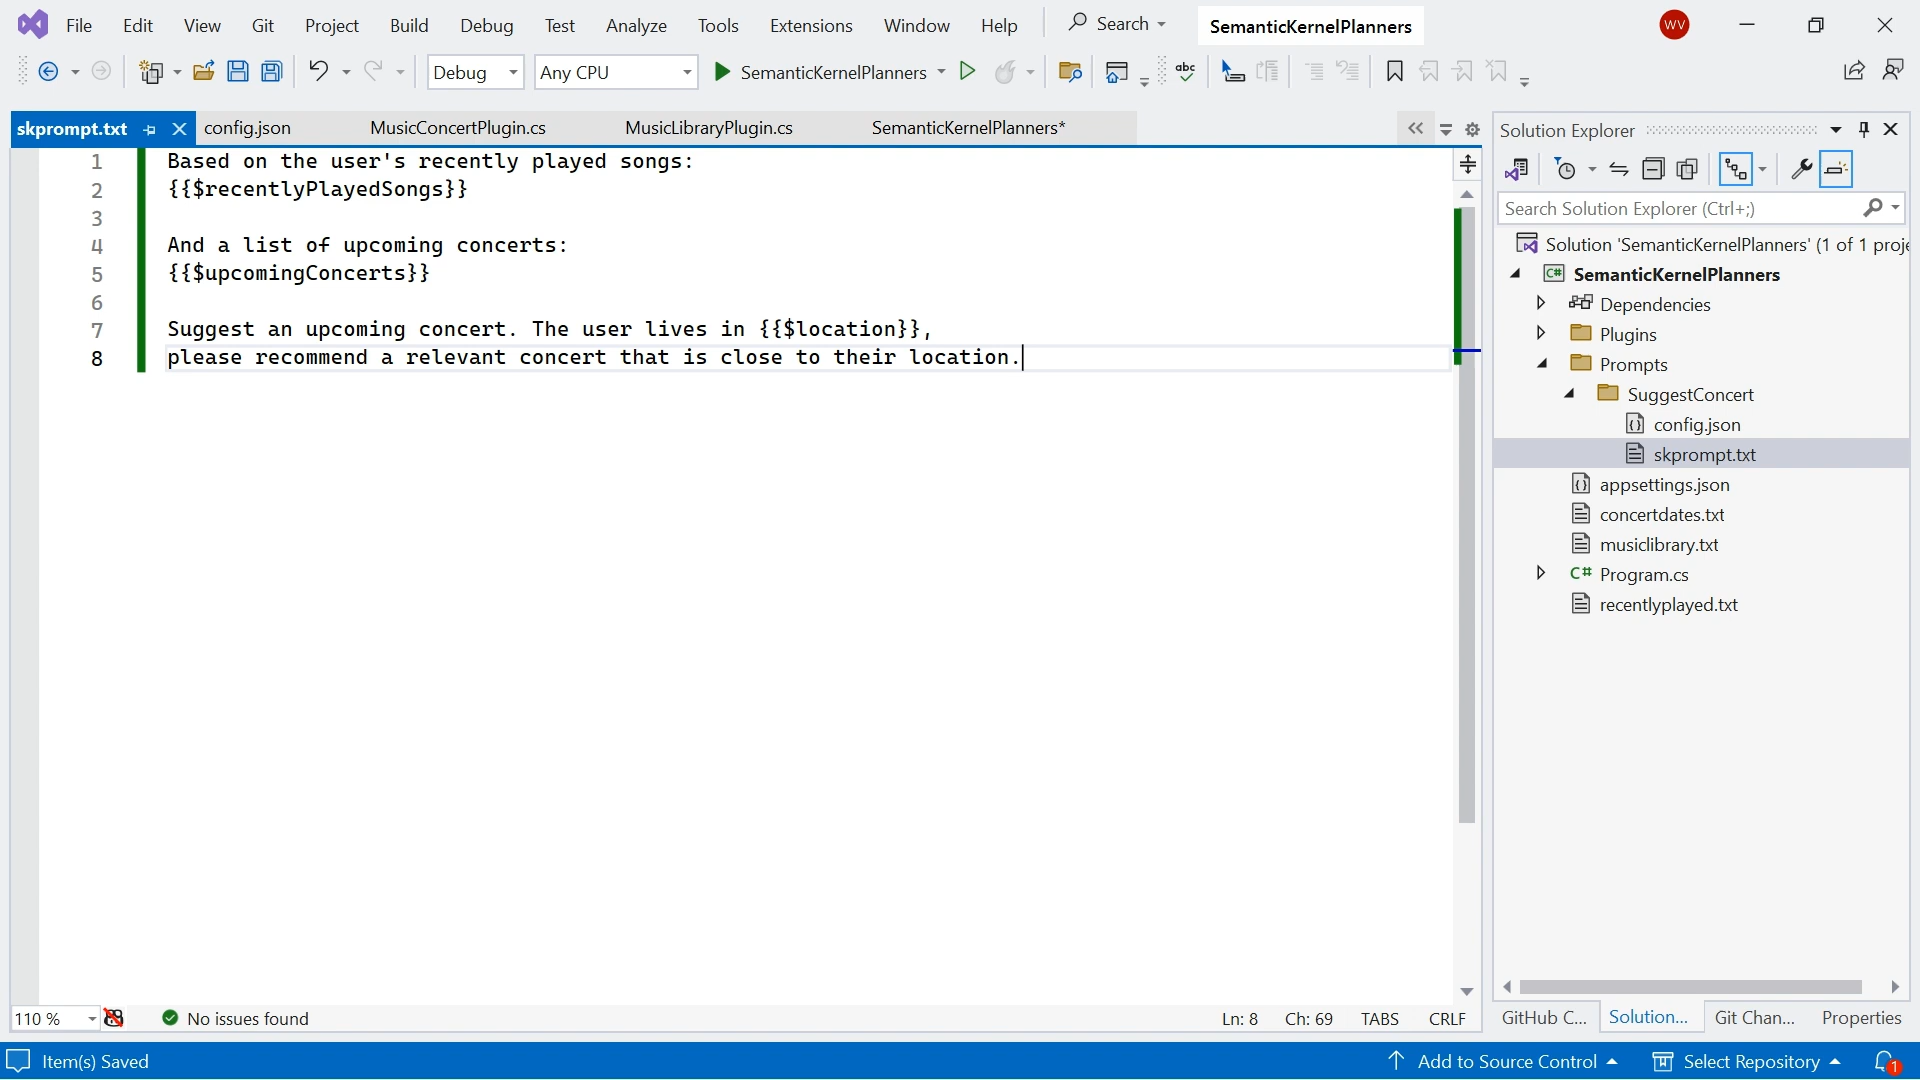 File Edit View Git Project Build Debug Test Analyze Tools Extensions Window Help Search SemanticKernelPlanners WV
Debug Any CPU SemanticKernelPlanners abc
skprompt.txt config.json MusicConcertPlugin.cs MusicLibraryPlugin.cs SemanticKernelPlanners*
1 Based on the user's recently played songs:
2 {{$recentlyPlayedSongs}}
3
4 And a list of upcoming concerts:
5 {{$upcomingConcerts}}
6
7 Suggest an upcoming concert. The user lives in {{$location}},
8 please recommend a relevant concert that is close to their location.
110 % No issues found Ln: 8 Ch: 69 TABS CRLF
Solution Explorer
Search Solution Explorer (Ctrl+;)
Solution 'SemanticKernelPlanners' (1 of 1 proje
C# SemanticKernelPlanners
Dependencies
Plugins
Prompts
SuggestConcert
config.json
skprompt.txt
appsettings.json
concertdates.txt
musiclibrary.txt
C# Program.cs
recentlyplayed.txt
GitHub C... Solution... Git Chan... Properties
Item(s) Saved Add to Source Control Select Repository 1